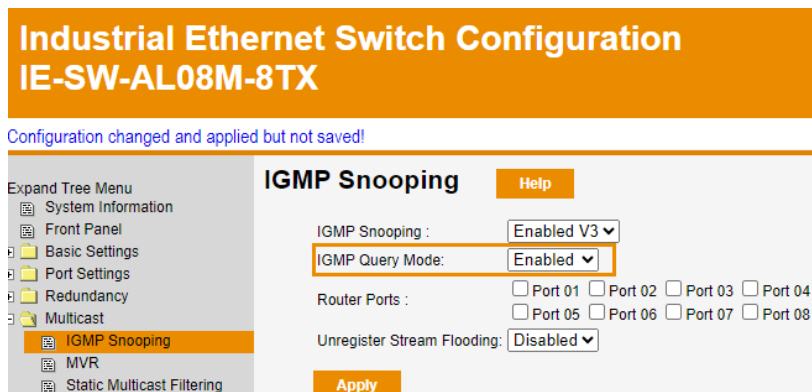 Industrial Ethernet Switch Configuration
IE-SW-AL08M-8TX
Configuration changed and applied but not saved!
Expand Tree Menu
System Information
Front Panel
Basic Settings
Port Settings
Redundancy
Multicast
IGMP Snooping
MVR
Static Multicast Filtering
IGMP Snooping
Help
IGMP Snooping : Enabled V3
IGMP Query Mode: Enabled
Router Ports : Port 01 Port 02 Port 03 Port 04
Port 05 Port 06 Port 07 Port 08
Unregister Stream Flooding: Disabled
Apply